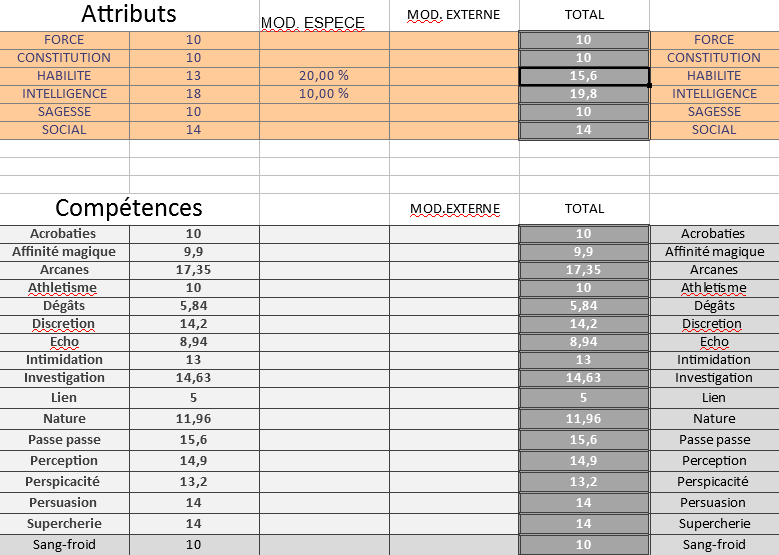 Attributs MOD. ESPECE MOD. EXTERNE TOTAL
FORCE 10 10 FORCE
CONSTITUTION 10 10 CONSTITUTION
HABILITE 13 20,00 % 15,6 HABILITE
INTELLIGENCE 18 10,00 % 19,8 INTELLIGENCE
SAGESSE 10 10 SAGESSE
SOCIAL 14 14 SOCIAL
Compétences MOD.EXTERNE TOTAL
Acrobaties 10 10 Acrobaties
Affinité magique 9,9 9,9 Affinité magique
Arcanes 17,35 17,35 Arcanes
Athletisme 10 10 Athletisme
Dégâts 5,84 5,84 Dégâts
Discretion 14,2 14,2 Discretion
Echo 8,94 8,94 Echo
Intimidation 13 13 Intimidation
Investigation 14,63 14,63 Investigation
Lien 5 5 Lien
Nature 11,96 11,96 Nature
Passe passe 15,6 15,6 Passe passe
Perception 14,9 14,9 Perception
Perspicacité 13,2 13,2 Perspicacité
Persuasion 14 14 Persuasion
Supercherie 14 14 Supercherie
Sang-froid 10 10 Sang-froid